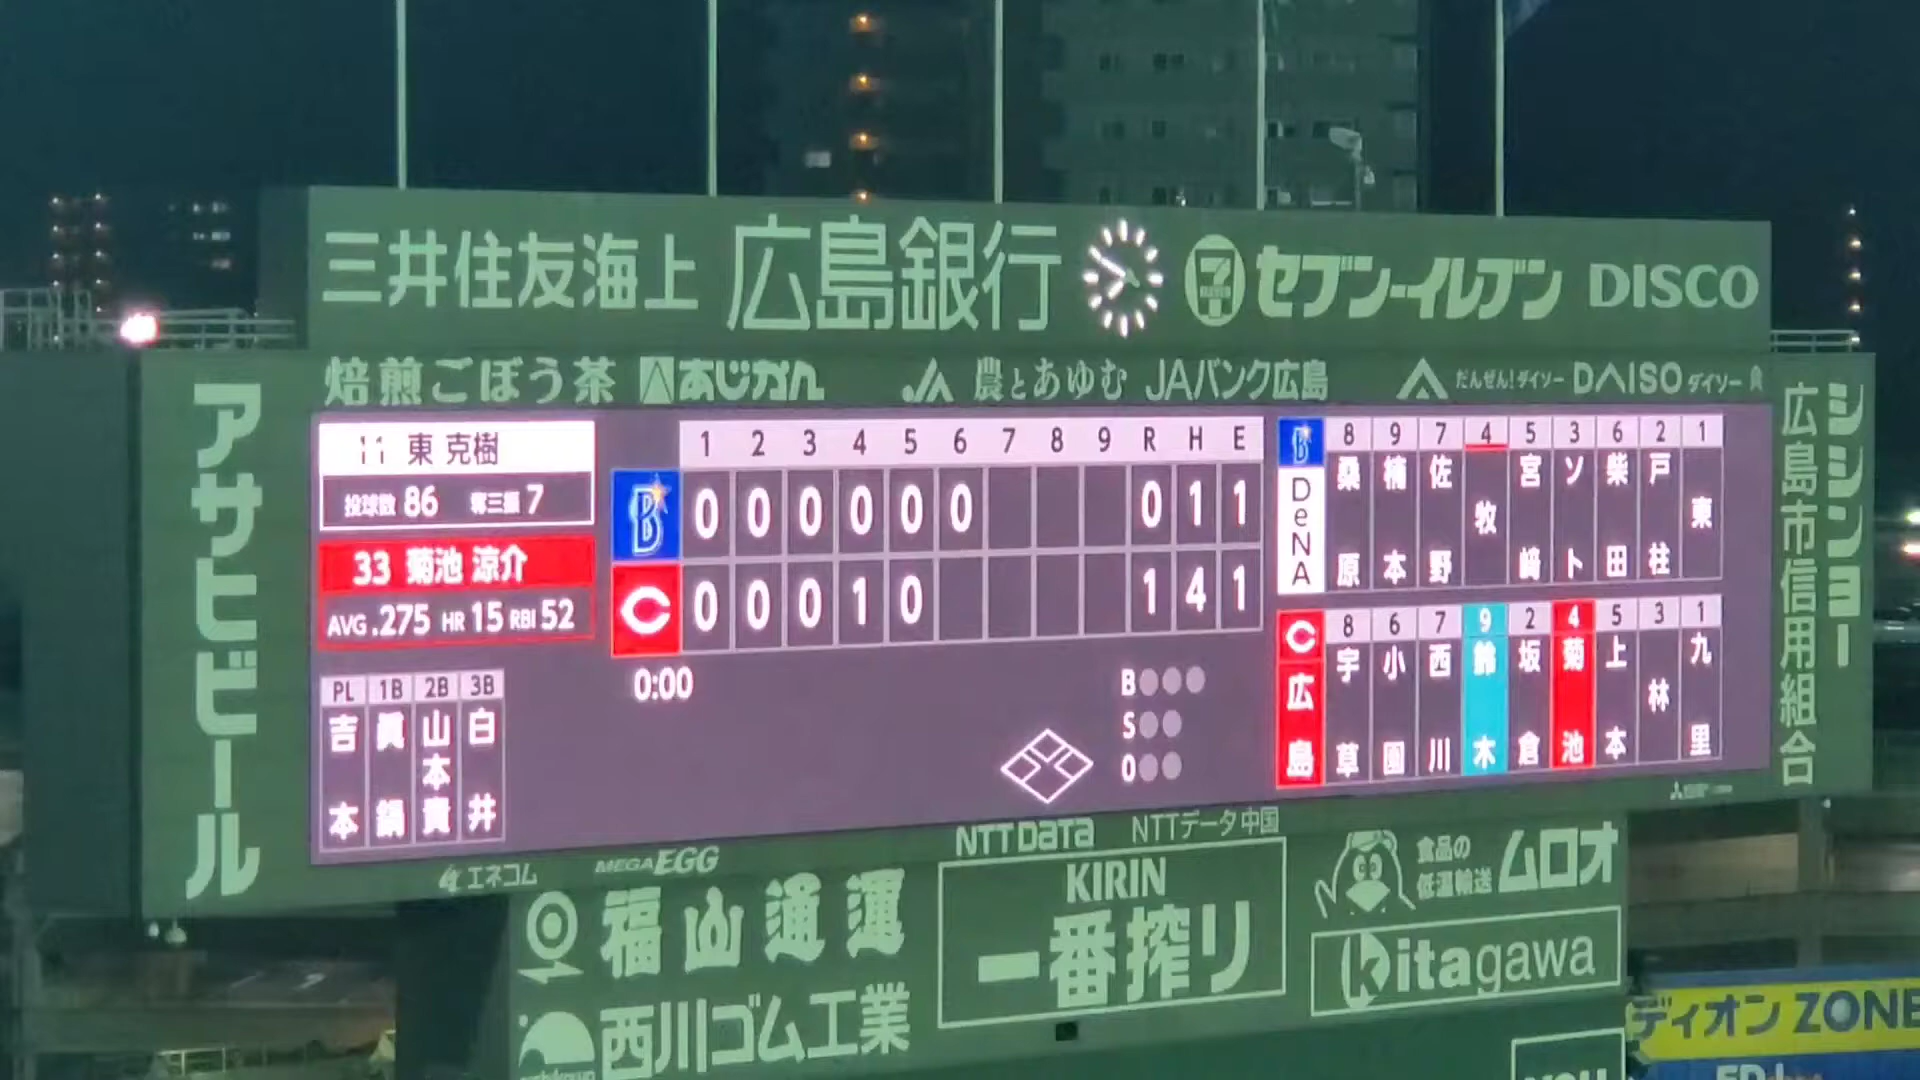 三井住友海上 広島銀行 セブン-イレブン DISCO
焙煎ごぼう茶 あじかん 農とあゆむ JAバンク広島 だんぜん!ダイソー DAISO ダイソー
アサヒビール
11 東 克樹
投球数 86 奪三振 7
33 菊池 涼介
AVG .275 HR 15 RBI 52
PL 1B 2B 3B
吉本 眞鍋 山本貴 白井
1 2 3 4 5 6 7 8 9 R H E
B 0 0 0 0 0 0 0 1 1
C 0 0 0 1 0 1 4 1
0:00
B
S
O
B DeNA
8 9 7 4 5 3 6 2 1
桑原 楠本 佐野 牧 宮﨑 ソト 柴田 戸柱 東
C 広島
8 6 7 9 2 4 5 3 1
宇草 小園 西川 鈴木 坂倉 菊池 上本 林 九里
シシンヨー
広島市信用組合
エネコム MEGA EGG NTT DATA NTTデータ中国
福山通運
西川ゴム工業
KIRIN
一番搾り
食品の
低温輸送 ムロオ
kitagawa
ディオン ZONE